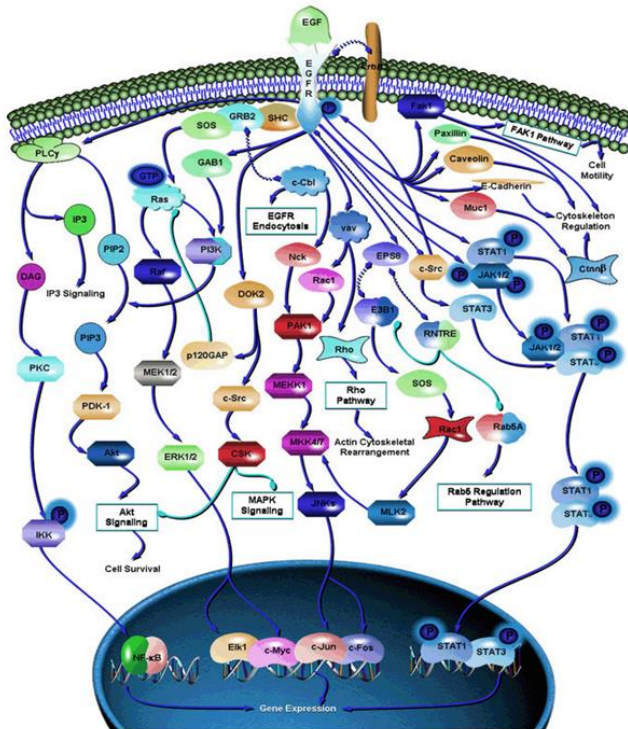 EGF
EGFR
P
GRB2
SHC
SOS
Fak1
Paxillin
FAK1 Pathway
PLCγ
GAB1
Caveolin
Cell
Motility
GTP
c-Cbl
E-Cadherin
Ras
Muc1
IP3
EGFR
Endocytosis
vav
Cytoskeleton
Regulation
PIP2
PI3K
Nck
EPS8
STAT1
P
DAG
Raf
Rac1
c-Src
P
JAK1/2
Ctnnβ
IP3 Signaling
DOK2
E3B1
STAT3
PAK1
RNTRE
P
STAT1
PIP3
p120GAP
Rho
JAK1/2
P
STAT3
PKC
MEK1/2
MEKK1
SOS
PDK-1
c-Src
Rho
Pathway
Rac1
Rab5A
Akt
ERK1/2
CSK
MKK4/7
Actin Cytoskeletal
Rearrangement
STAT1
P
P
IKK
Akt
Signaling
MAPK
Signaling
JNKs
MLK2
Rab5 Regulation
Pathway
STAT3
P
Cell Survival
NF-κB
Elk1
c-Myc
c-Jun
c-Fos
P
STAT1
P
STAT3
Gene Expression